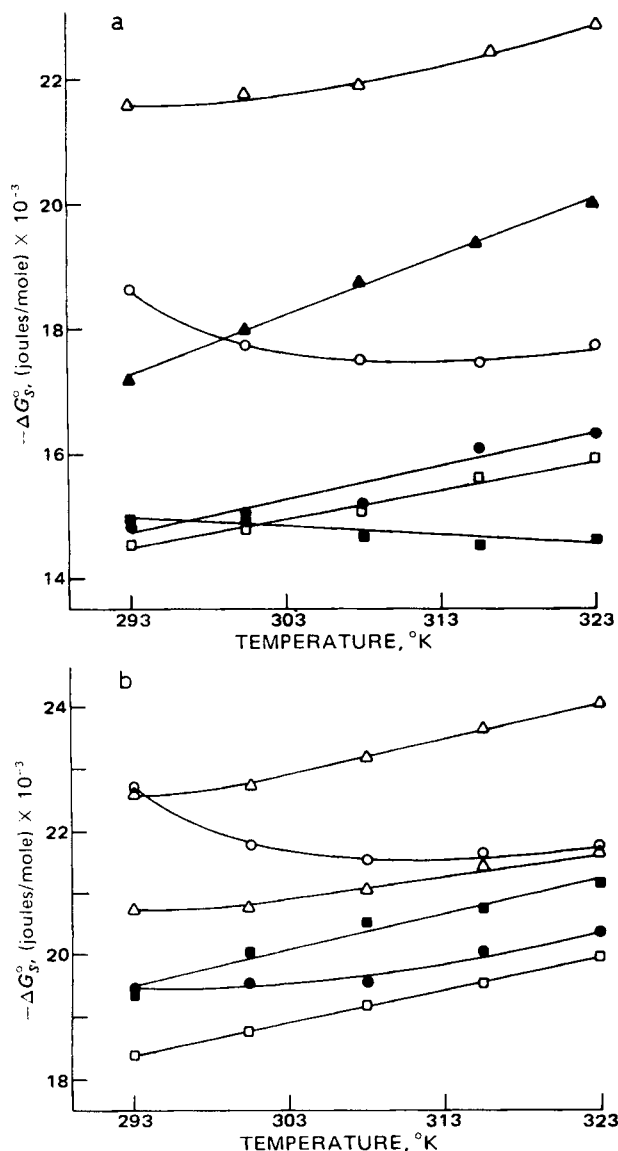 a
22
20
18
16
14
−ΔG°s, (joules/mole) × 10⁻³
293 303 313 323
TEMPERATURE, °K
b
24
22
20
18
−ΔG°s, (joules/mole) × 10⁻³
293 303 313 323
TEMPERATURE, °K